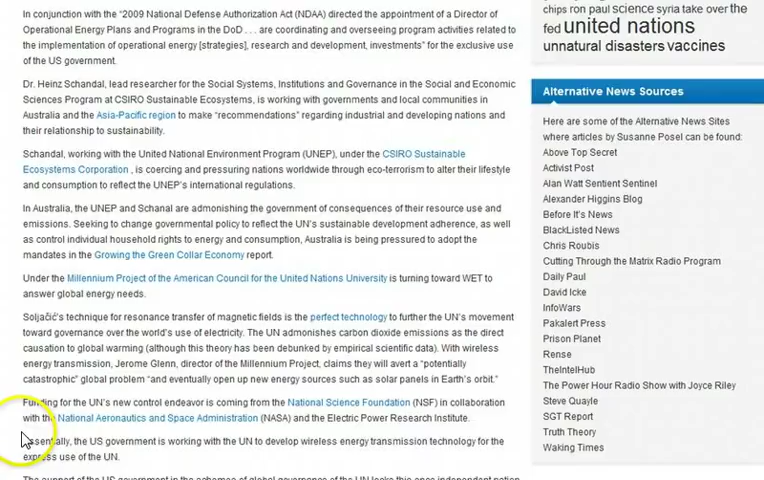 In conjunction with the "2009 National Defense Authorization Act (NDAA) directed the appointment of a Director of
Operational Energy Plans and Programs in the DoD . . . are coordinating and overseeing program activities related to
the implementation of operational energy [strategies], research and development, investments" for the exclusive use
of the US government.
Dr. Heinz Schandal, lead researcher for the Social Systems, Institutions and Governance in the Social and Economic
Sciences Program at CSIRO Sustainable Ecosystems, is working with governments and local communities in
Australia and the Asia-Pacific region to make "recommendations" regarding industrial and developing nations and
their relationship to sustainability.
Schandal, working with the United National Environment Program (UNEP), under the CSIRO Sustainable
Ecosystems Corporation , is coercing and pressuring nations worldwide through eco-terrorism to alter their lifestyle
and consumption to reflect the UNEP's international regulations.
In Australia, the UNEP and Schanal are admonishing the government of consequences of their resource use and
emissions. Seeking to change governmental policy to reflect the UN's sustainable development adherence, as well
as control individual household rights to energy and consumption, Australia is being pressured to adopt the
mandates in the Growing the Green Collar Economy report.
Under the Millennium Project of the American Council for the United Nations University is turning toward WET to
answer global energy needs.
Soljačić's technique for resonance transfer of magnetic fields is the perfect technology to further the UN's movement
toward governance over the world's use of electricity. The UN admonishes carbon dioxide emissions as the direct
causation to global warming (although this theory has been debunked by empirical scientific data). With wireless
energy transmission, Jerome Glenn, director of the Millennium Project, claims they will avert a "potentially
catastrophic" global problem "and eventually open up new energy sources such as solar panels in Earth's orbit."
Funding for the UN's new control endeavor is coming from the National Science Foundation (NSF) in collaboration
with the National Aeronautics and Space Administration (NASA) and the Electric Power Research Institute.
Essentially, the US government is working with the UN to develop wireless energy transmission technology for the
express use of the UN.
The support of the US government in the schemes of global governance of the UN looks this once independent nation
chips ron paul science syria take over the
fed united nations
unnatural disasters vaccines
Alternative News Sources
Here are some of the Alternative News Sites
where articles by Susanne Posel can be found:
Above Top Secret
Activist Post
Alan Watt Sentient Sentinel
Alexander Higgins Blog
Before It's News
BlackListed News
Chris Roubis
Cutting Through the Matrix Radio Program
Daily Paul
David Icke
InfoWars
Pakalert Press
Prison Planet
Rense
TheIntelHub
The Power Hour Radio Show with Joyce Riley
Steve Quayle
SGT Report
Truth Theory
Waking Times